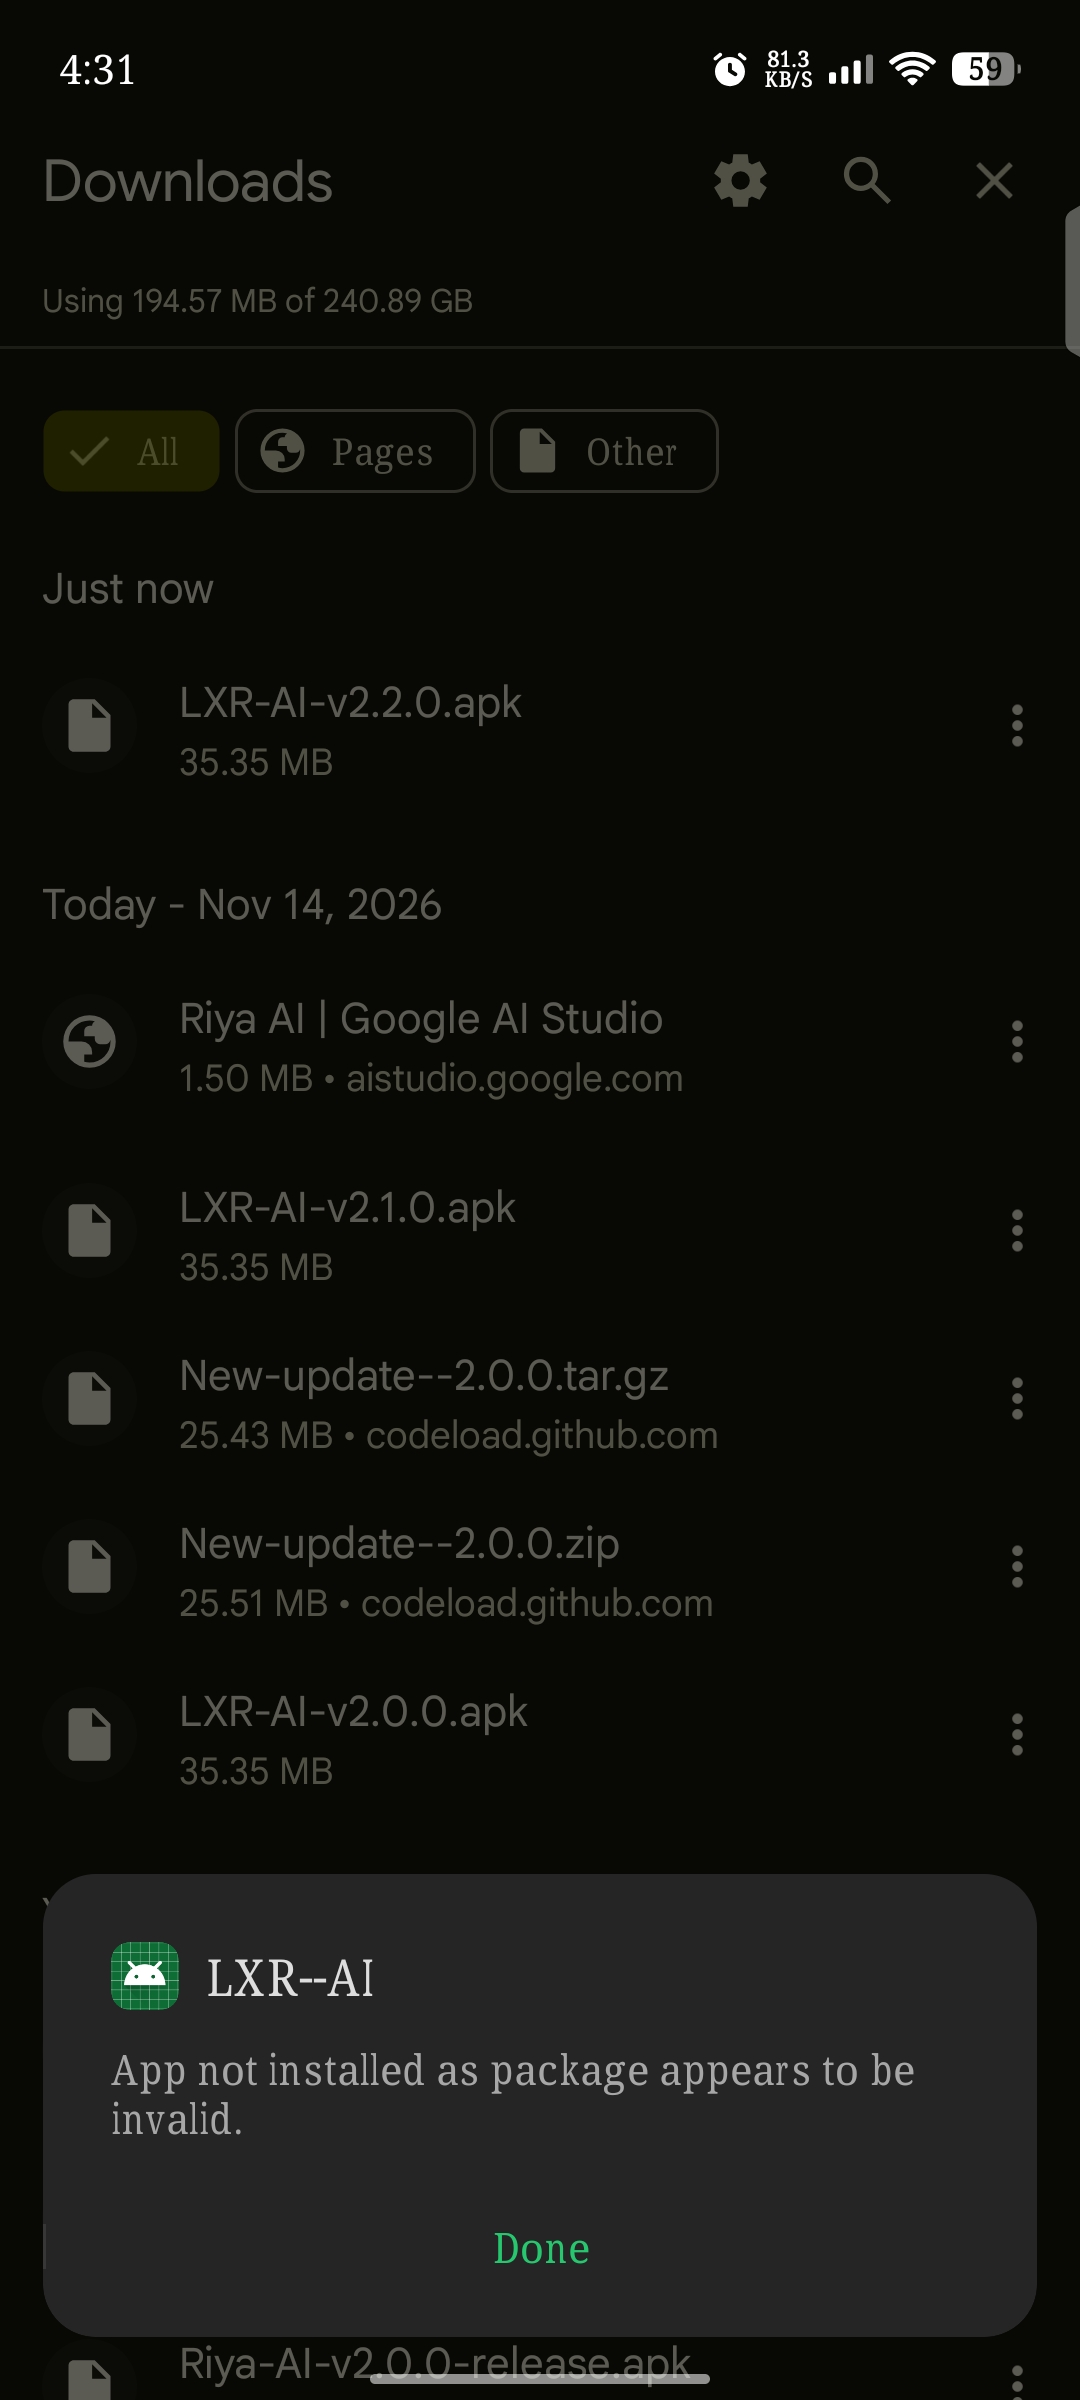 4:31
81.3
KB/S
59
Downloads
Using 194.57 MB of 240.89 GB
All
Pages
Other
Just now
LXR-AI-v2.2.0.apk
35.35 MB
Today - Nov 14, 2026
Riya AI | Google AI Studio
1.50 MB • aistudio.google.com
LXR-AI-v2.1.0.apk
35.35 MB
New-update--2.0.0.tar.gz
25.43 MB • codeload.github.com
New-update--2.0.0.zip
25.51 MB • codeload.github.com
LXR-AI-v2.0.0.apk
35.35 MB
LXR--AI
App not installed as package appears to be
invalid.
Done
Riya-AI-v2.0.0-release.apk